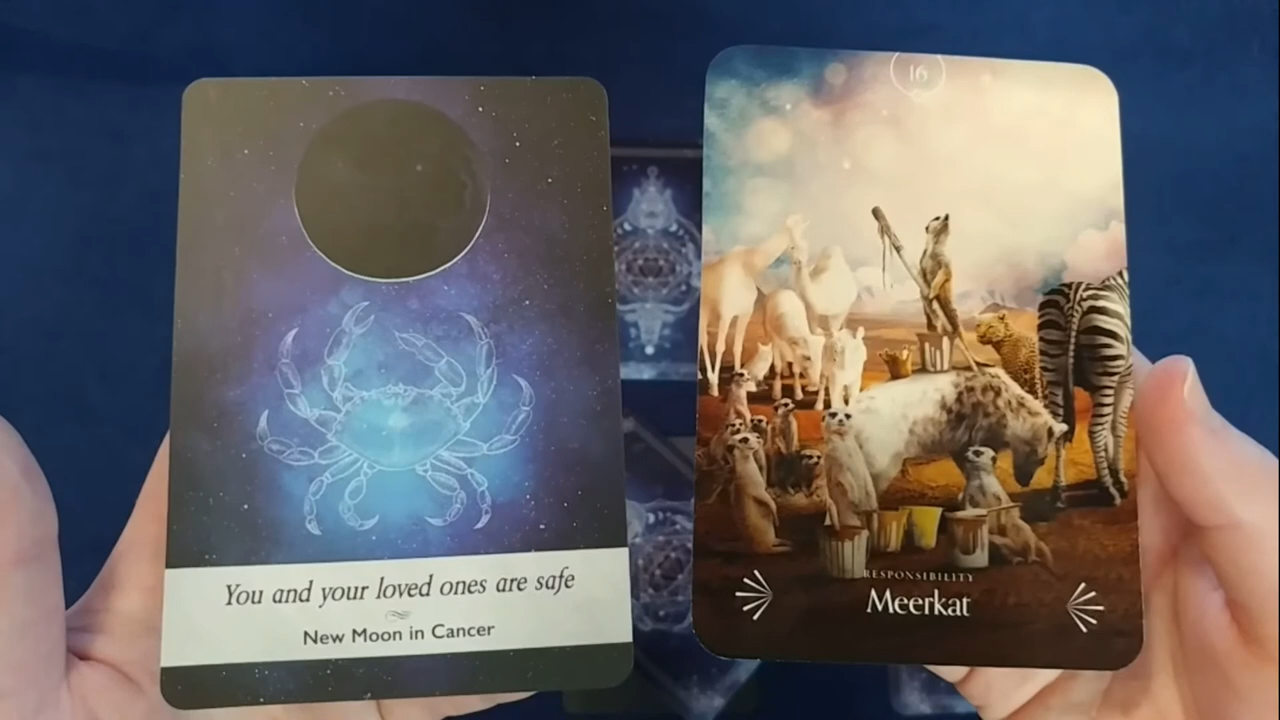 You and your loved ones are safe
New Moon in Cancer
16
RESPONSIBILITY
Meerkat